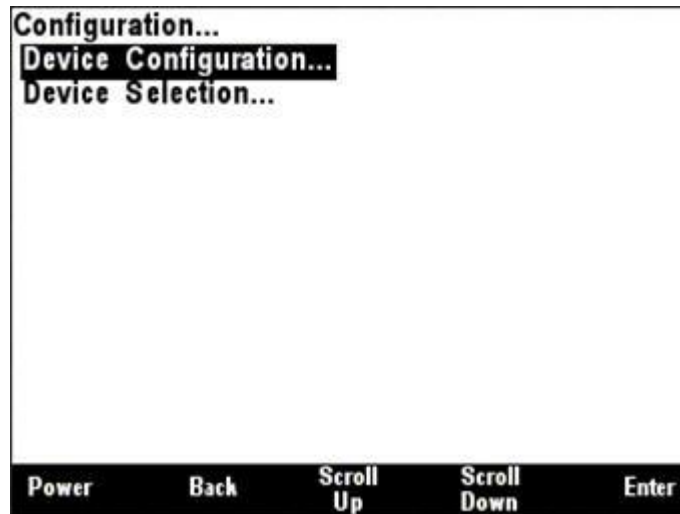 Configuration...
Device Configuration...
Device Selection...
Power Back Scroll Up Scroll Down Enter